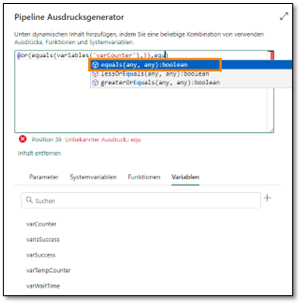 Pipeline Ausdrucksgenerator
Unten dynamischen Inhalt hinzufügen, indem Sie eine beliebige Kombination von verwenden
Ausdrücke, Funktionen und Systemvariablen.
@or(equals(variables('varCounter'),3),equ)
equals(any, any):boolean
lessOrEquals(any, any):boolean
greaterOrEquals(any, any):boolean
Position 39 Unbekannter Ausdruck: equ
Inhalt entfernen
Parameter Systemvariablen Funktionen Variablen
Suchen
varCounter
varIsSuccess
varSuccess
varTempCounter
varWaitTime